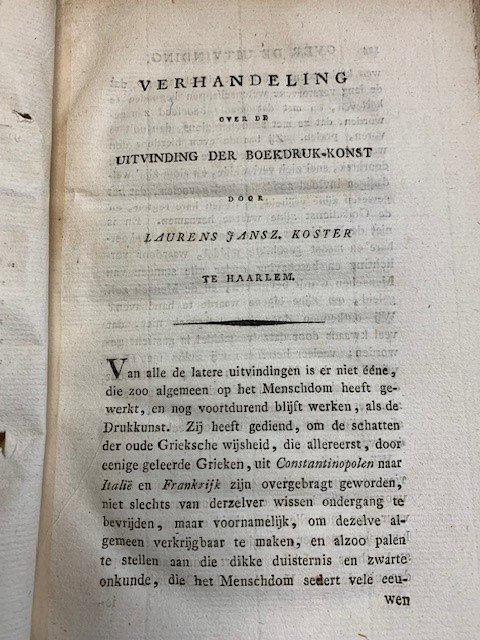 VERHANDELING
OVER DE
UITVINDING DER BOEKDRUK-KONST
DOOR
LAURENS JANSZ. KOSTER
TE HAARLEM.
Van alle de latere uitvindingen is er niet ééne,
die zoo algemeen op het Menschdom heeft ge-
werkt, en nog voortdurend blijft werken, als de
Drukkunst. Zij heeft gediend, om de schatten
der oude Grieksche wijsheid, die allereerst, door
eenige geleerde Grieken, uit Constantinopolen naar
Italië en Frankrijk zijn overgebragt geworden,
niet slechts van derzelver wissen ondergang te
bevrijden, maar voornamelijk, om dezelve al-
gemeen verkrijgbaar te maken, en alzoo palen
te stellen aan die dikke duisternis en zwarte
onkunde, die het Menschdom sedert vele eeu-
wen